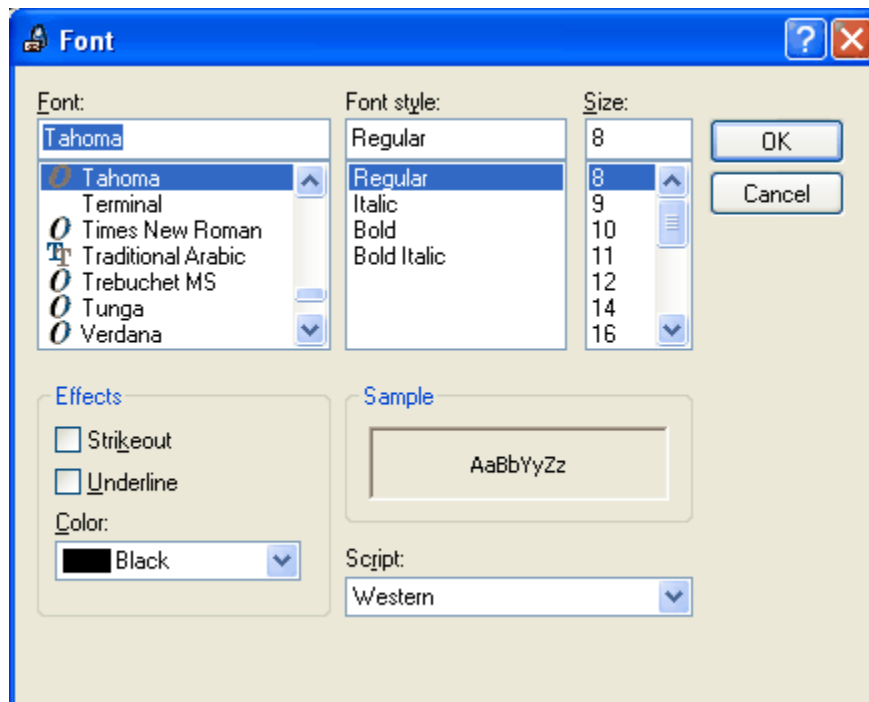 Font
Font: Font style: Size:
Tahoma Regular 8 OK
Tahoma Regular 8 Cancel
Terminal Italic 9
Times New Roman Bold 10
Traditional Arabic Bold Italic 11
Trebuchet MS 12
Tunga 14
Verdana 16
Effects Sample
Strikeout AaBbYyZz
Underline
Color:
Black Script:
Western